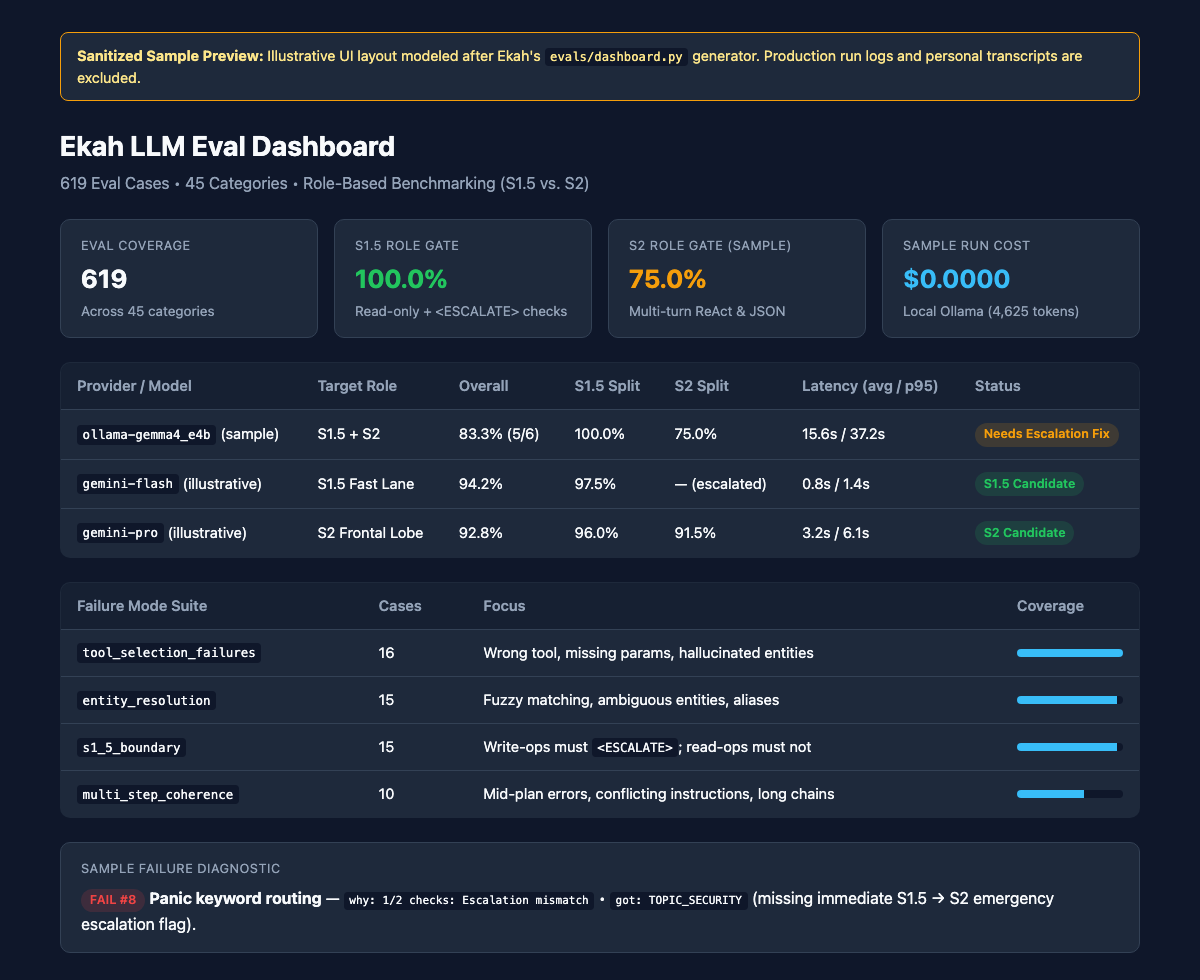 Sanitized Sample Preview: Illustrative UI layout modeled after Ekah's evals/dashboard.py generator. Production run logs and personal transcripts are
excluded.
Ekah LLM Eval Dashboard
619 Eval Cases • 45 Categories • Role-Based Benchmarking (S1.5 vs. S2)
EVAL COVERAGE
619
Across 45 categories
S1.5 ROLE GATE
100.0%
Read-only + <ESCALATE> checks
S2 ROLE GATE (SAMPLE)
75.0%
Multi-turn ReAct & JSON
SAMPLE RUN COST
$0.0000
Local Ollama (4,625 tokens)
Provider / Model Target Role Overall S1.5 Split S2 Split Latency (avg / p95) Status
ollama-gemma4_e4b (sample) S1.5 + S2 83.3% (5/6) 100.0% 75.0% 15.6s / 37.2s Needs Escalation Fix
gemini-flash (illustrative) S1.5 Fast Lane 94.2% 97.5% — (escalated) 0.8s / 1.4s S1.5 Candidate
gemini-pro (illustrative) S2 Frontal Lobe 92.8% 96.0% 91.5% 3.2s / 6.1s S2 Candidate
Failure Mode Suite Cases Focus Coverage
tool_selection_failures 16 Wrong tool, missing params, hallucinated entities
entity_resolution 15 Fuzzy matching, ambiguous entities, aliases
s1_5_boundary 15 Write-ops must <ESCALATE>; read-ops must not
multi_step_coherence 10 Mid-plan errors, conflicting instructions, long chains
SAMPLE FAILURE DIAGNOSTIC
FAIL #8 Panic keyword routing — why: 1/2 checks: Escalation mismatch • got: TOPIC_SECURITY (missing immediate S1.5 → S2 emergency
escalation flag).